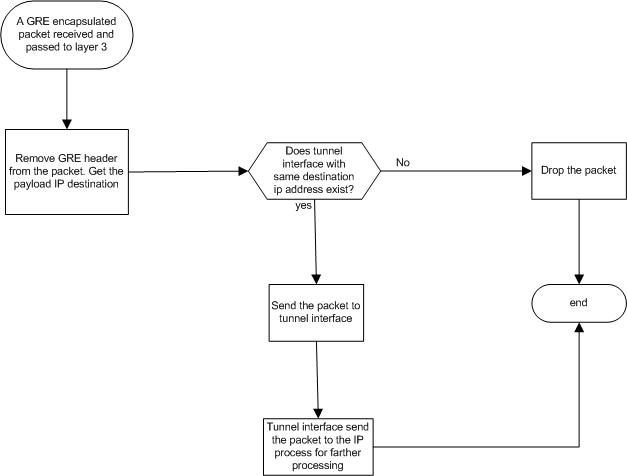 A GRE encapsulated
packet received and
passed to layer 3
Remove GRE header
from the packet. Get the
payload IP destination
Does tunnel
interface with
same destination
ip address exist?
No
Drop the packet
yes
Send the packet to
tunnel interface
end
Tunnel interface send
the packet to the IP
process for farther
processing